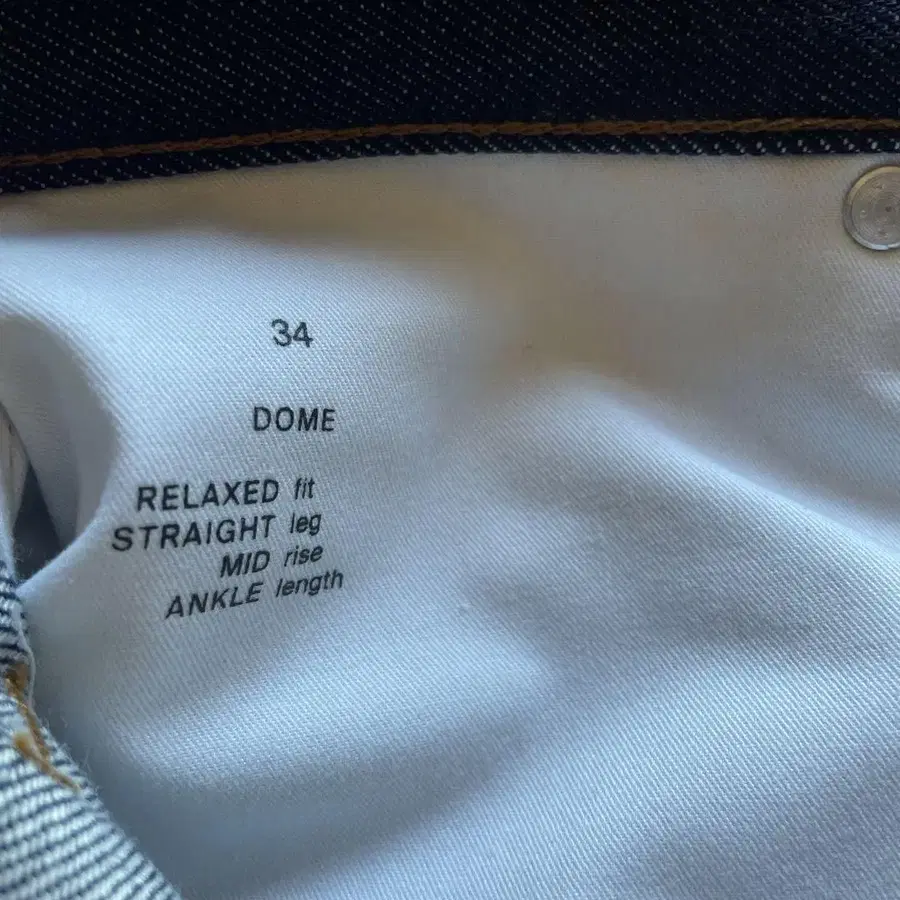 34
DOME
RELAXED fit
STRAIGHT leg
MID rise
ANKLE length